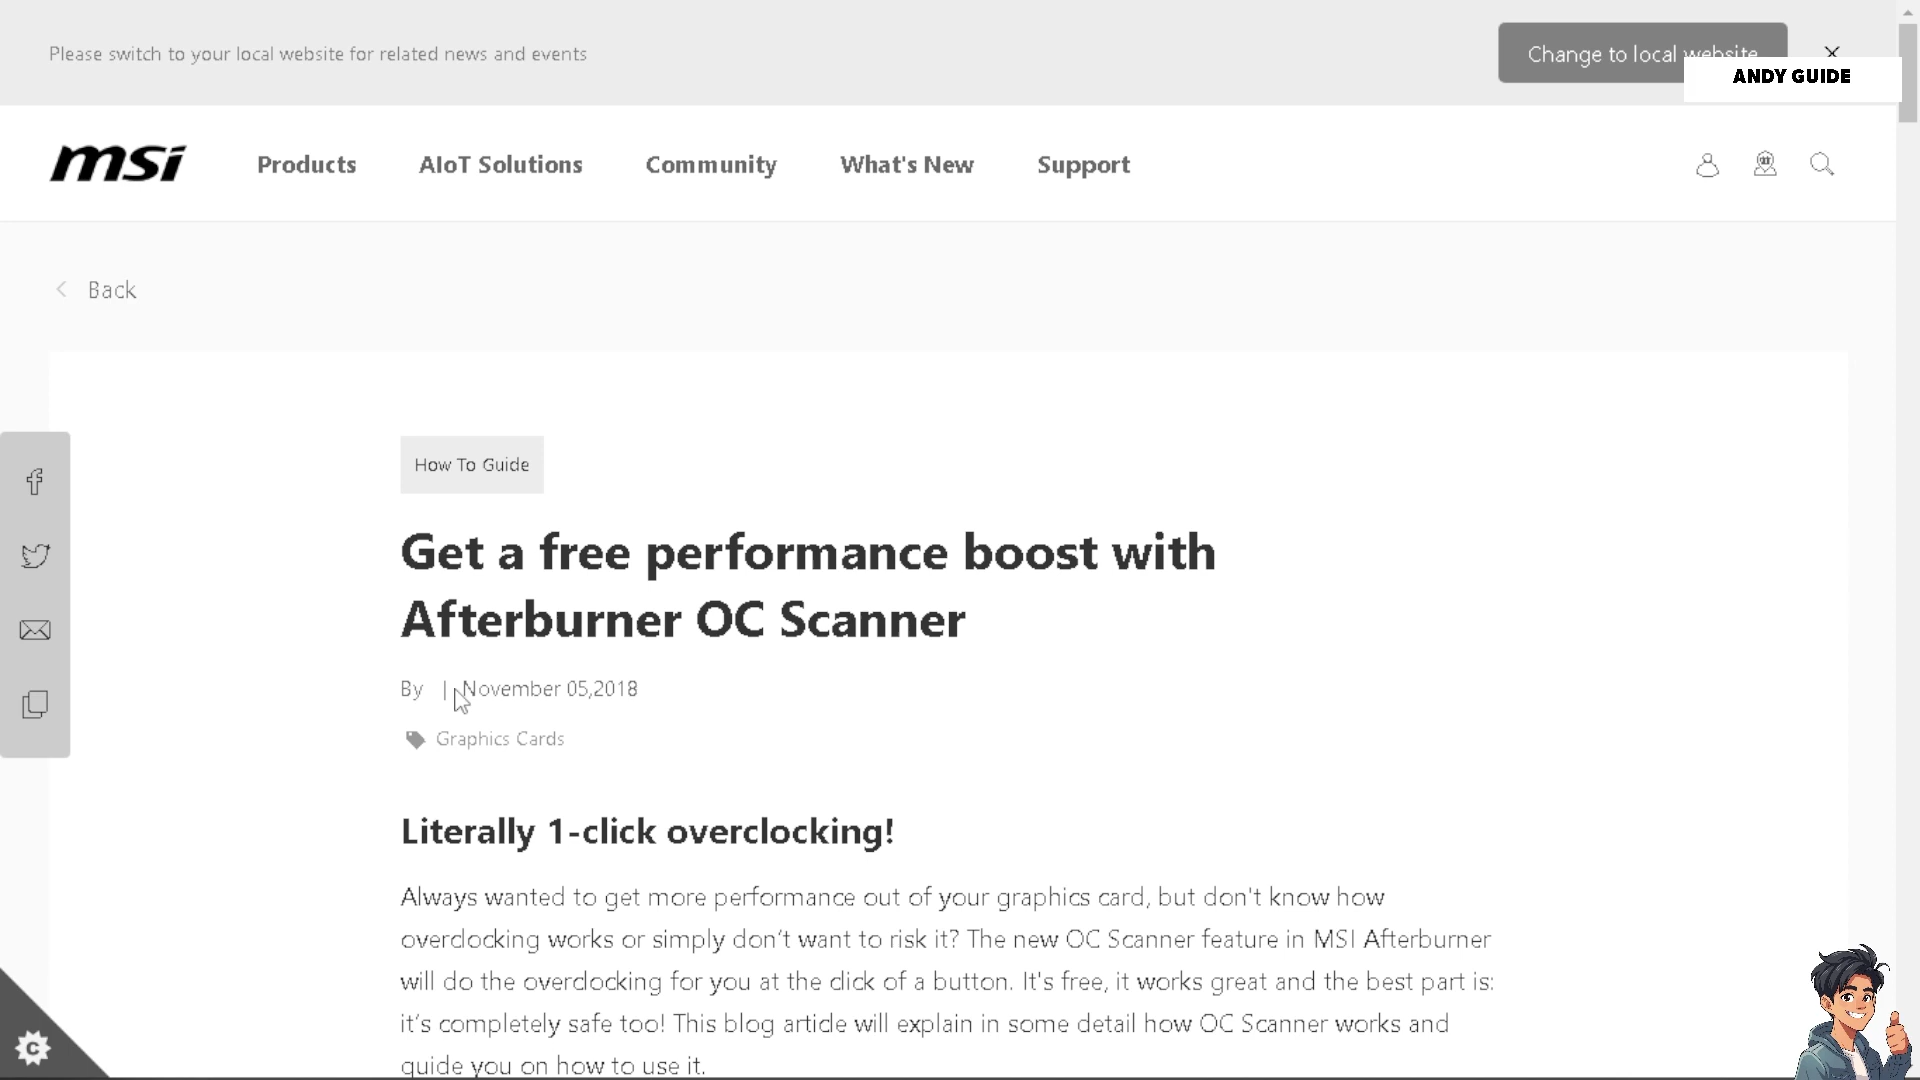 Please switch to your local website for related news and events
Change to local website
ANDY GUIDE
msi
Products
AIoT Solutions
Community
What's New
Support
Back
How To Guide
Get a free performance boost with
Afterburner OC Scanner
By | November 05,2018
Graphics Cards
Literally 1-click overclocking!
Always wanted to get more performance out of your graphics card, but don't know how
overclocking works or simply don’t want to risk it? The new OC Scanner feature in MSI Afterburner
will do the overclocking for you at the click of a button. It's free, it works great and the best part is:
it’s completely safe too! This blog article will explain in some detail how OC Scanner works and
guide you on how to use it.